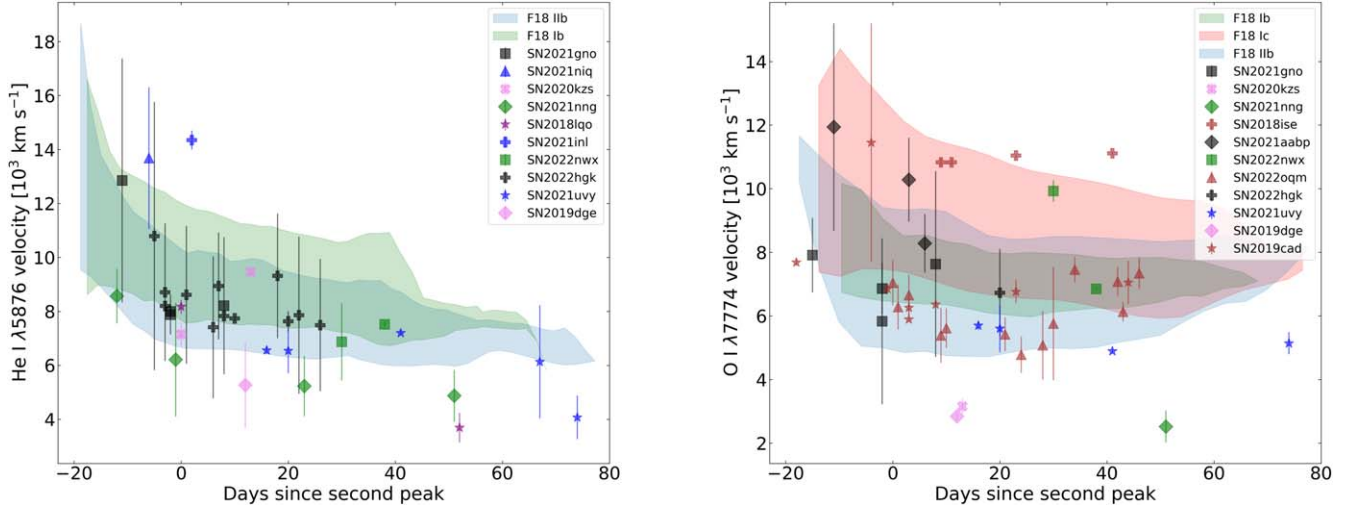 He I λ5876 velocity [10³ km s⁻¹]
18
16
14
12
10
8
6
4
−20
0
20
40
60
80
Days since second peak
F18 IIb
F18 Ib
SN2021gno
SN2021niq
SN2020kzs
SN2021nng
SN2018lqo
SN2021inl
SN2022nwx
SN2022hgk
SN2021uvy
SN2019dge
O I λ7774 velocity [10³ km s⁻¹]
14
12
10
8
6
4
2
−20
0
20
40
60
80
Days since second peak
F18 Ib
F18 Ic
F18 IIb
SN2021gno
SN2020kzs
SN2021nng
SN2018ise
SN2021aabp
SN2022nwx
SN2022oqm
SN2022hgk
SN2021uvy
SN2019dge
SN2019cad